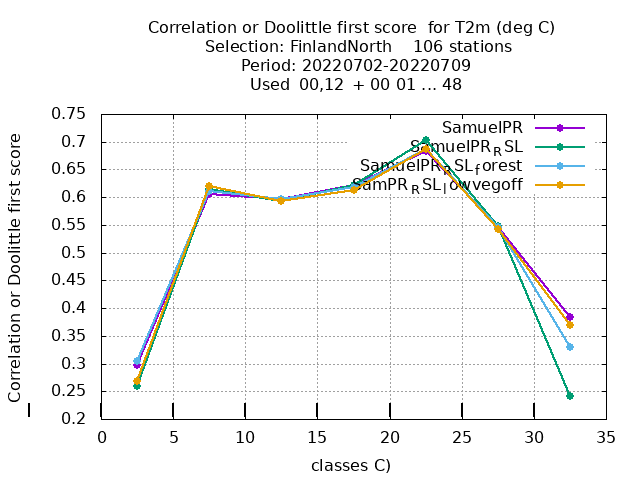 Correlation or Doolittle first score  for T2m (deg C)
Selection: FinlandNorth    106 stations
Period: 20220702-20220709
Used  00,12  + 00 01 ... 48
Correlation or Doolittle first score
0.75
0.7
0.65
0.6
0.55
0.5
0.45
0.4
0.35
0.3
0.25
0.2
SamuelPR
SamuelPR_RSL
SamuelPR_RSL_forest
SamPR_RSL_lowvegoff
0 5 10 15 20 25 30 35
classes C)